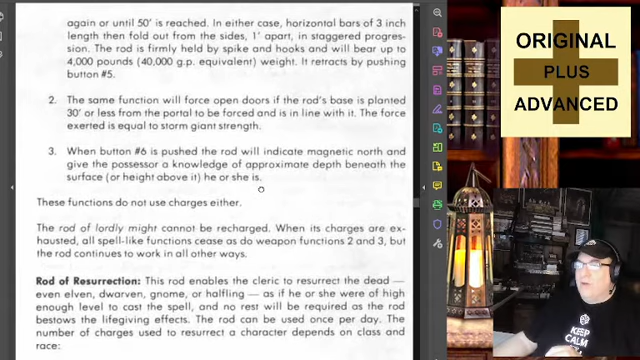 again or until 50' is reached. In either case, horizontal bars of 3 inch
length then fold out from the sides, 1' apart, in staggered progres-
sion. The rod is firmly held by spike and hooks and will bear up to
4,000 pounds (40,000 g.p. equivalent) weight. It retracts by pushing
button #5.
2. The same function will force open doors if the rod's base is planted
30' or less from the portal to be forced and is in line with it. The force
exerted is equal to storm giant strength.
3. When button #6 is pushed the rod will indicate magnetic north and
give the possessor a knowledge of approximate depth beneath the
surface (or height above it) he or she is.
These functions do not use charges either.
The rod of lordly might cannot be recharged. When its charges are ex-
hausted, all spell-like functions cease as do weapon functions 2 and 3, but
the rod continues to work in all other ways.
Rod of Resurrection: This rod enables the cleric to resurrect the dead —
even elven, dwarven, gnome, or halfling — as if he or she were of high
enough level to cast the spell, and no rest will be required as the rod
bestows the lifegiving effects. The rod can be used once per day. The
number of charges used to resurrect a character depends on class and
race:
ORIGINAL
PLUS
ADVANCED
KEEP
CALM